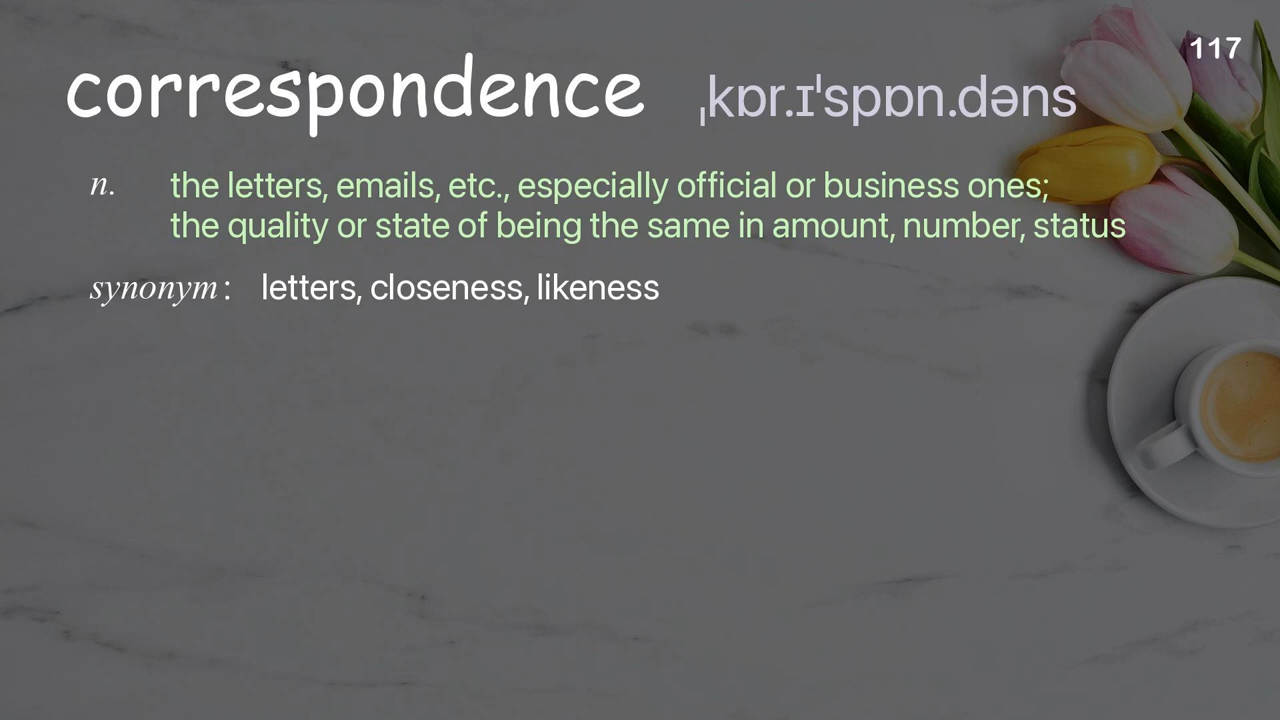 117
correspondence ˌkɒr.ɪˈspɒn.dəns
n. the letters, emails, etc., especially official or business ones;
the quality or state of being the same in amount, number, status
synonym : letters, closeness, likeness